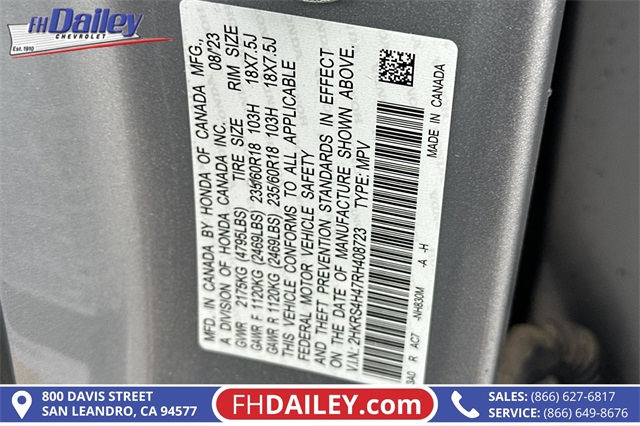 FHDailey
Est. 1910
CHEVROLET
MFD. IN CANADA BY HONDA OF CANADA MFG. 08/23
A DIVISION OF HONDA CANADA INC.
TIRE SIZE RIM SIZE
GVWR 2175KG (4795LBS)
GAWR F 1120KG (2469LBS) 235/60R18 103H 18X7.5J
GAWR R 1120KG (2469LBS) 235/60R18 103H 18X7.5J
THIS VEHICLE CONFORMS TO ALL APPLICABLE
FEDERAL MOTOR VEHICLE SAFETY
AND THEFT PREVENTION STANDARDS IN EFFECT
ON THE DATE OF MANUFACTURE SHOWN ABOVE.
V.I.N.: 2HKRS4H47RH408723 TYPE: MPV
3A0 R AC7 -NH830M -A -H
MADE IN CANADA
800 DAVIS STREET
SAN LEANDRO, CA 94577
FHDAILEY.com
SALES: (866) 627-6817
SERVICE: (866) 649-8676